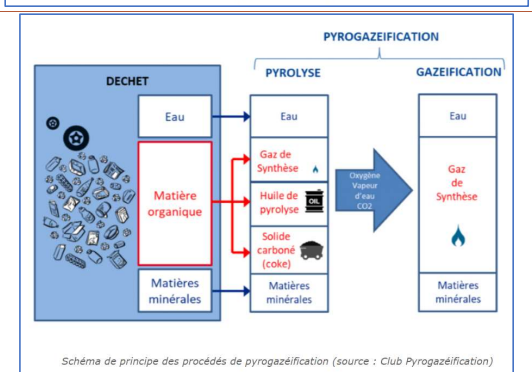 PYROGAZEIFICATION
DECHET
PYROLYSE
GAZEIFICATION
Eau
Matière
organique
Matières
minérales
Eau
Gaz de
Synthèse
Huile de
pyrolyse
OIL
Solide
carboné
(coke)
Matières
minérales
Oxygène
Vapeur
d'eau
CO2
Eau
Gaz
de
Synthèse
Matières
minérales
Schéma de principe des procédés de pyrogazéification (source : Club Pyrogazéification)